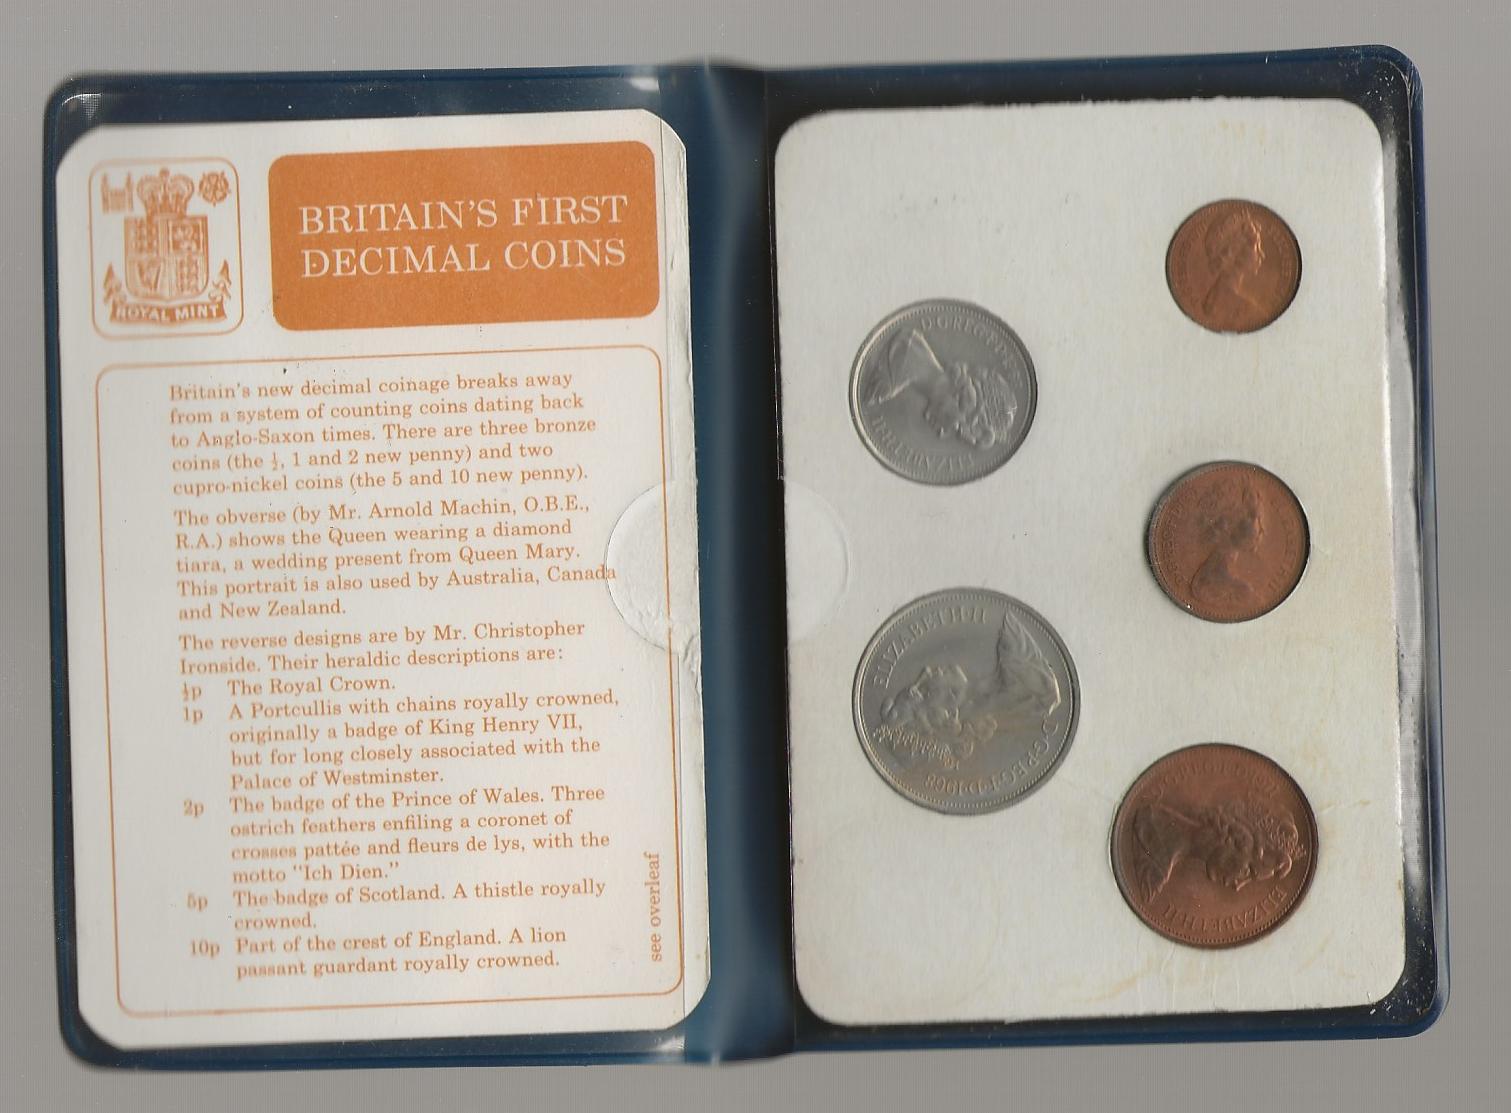 ROYAL MINT
BRITAIN'S FIRST
DECIMAL COINS
Britain's new decimal coinage breaks away
from a system of counting coins dating back
to Anglo-Saxon times. There are three bronze
coins (the ½, 1 and 2 new penny) and two
cupro-nickel coins (the 5 and 10 new penny).
The obverse (by Mr. Arnold Machin, O.B.E.,
R.A.) shows the Queen wearing a diamond
tiara, a wedding present from Queen Mary.
This portrait is also used by Australia, Canada
and New Zealand.
The reverse designs are by Mr. Christopher
Ironside. Their heraldic descriptions are:
½p The Royal Crown.
1p A Portcullis with chains royally crowned,
originally a badge of King Henry VII,
but for long closely associated with the
Palace of Westminster.
2p The badge of the Prince of Wales. Three
ostrich feathers enfiling a coronet of
crosses pattée and fleurs de lys, with the
motto "Ich Dien."
5p The badge of Scotland. A thistle royally
crowned.
10p Part of the crest of England. A lion
passant guardant royally crowned.
see overleaf
ELIZABETH·II
D·G·REG·F·D·1968
D·G·REG·F·D·1971
ELIZABETH II